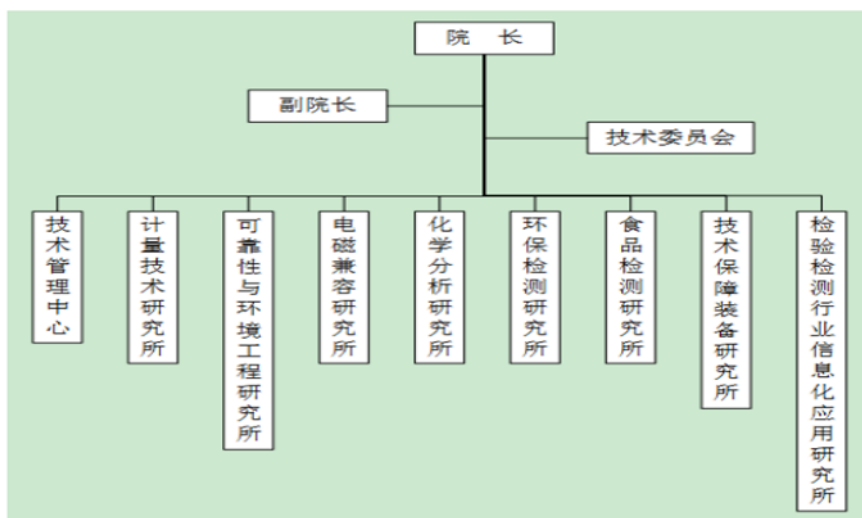 院 长
副院长
技术委员会
技术管理中心
计量技术研究所
可靠性与环境工程研究所
电磁兼容研究所
化学分析研究所
环保检测研究所
食品检测研究所
技术保障装备研究所
检验检测行业信息化应用研究所